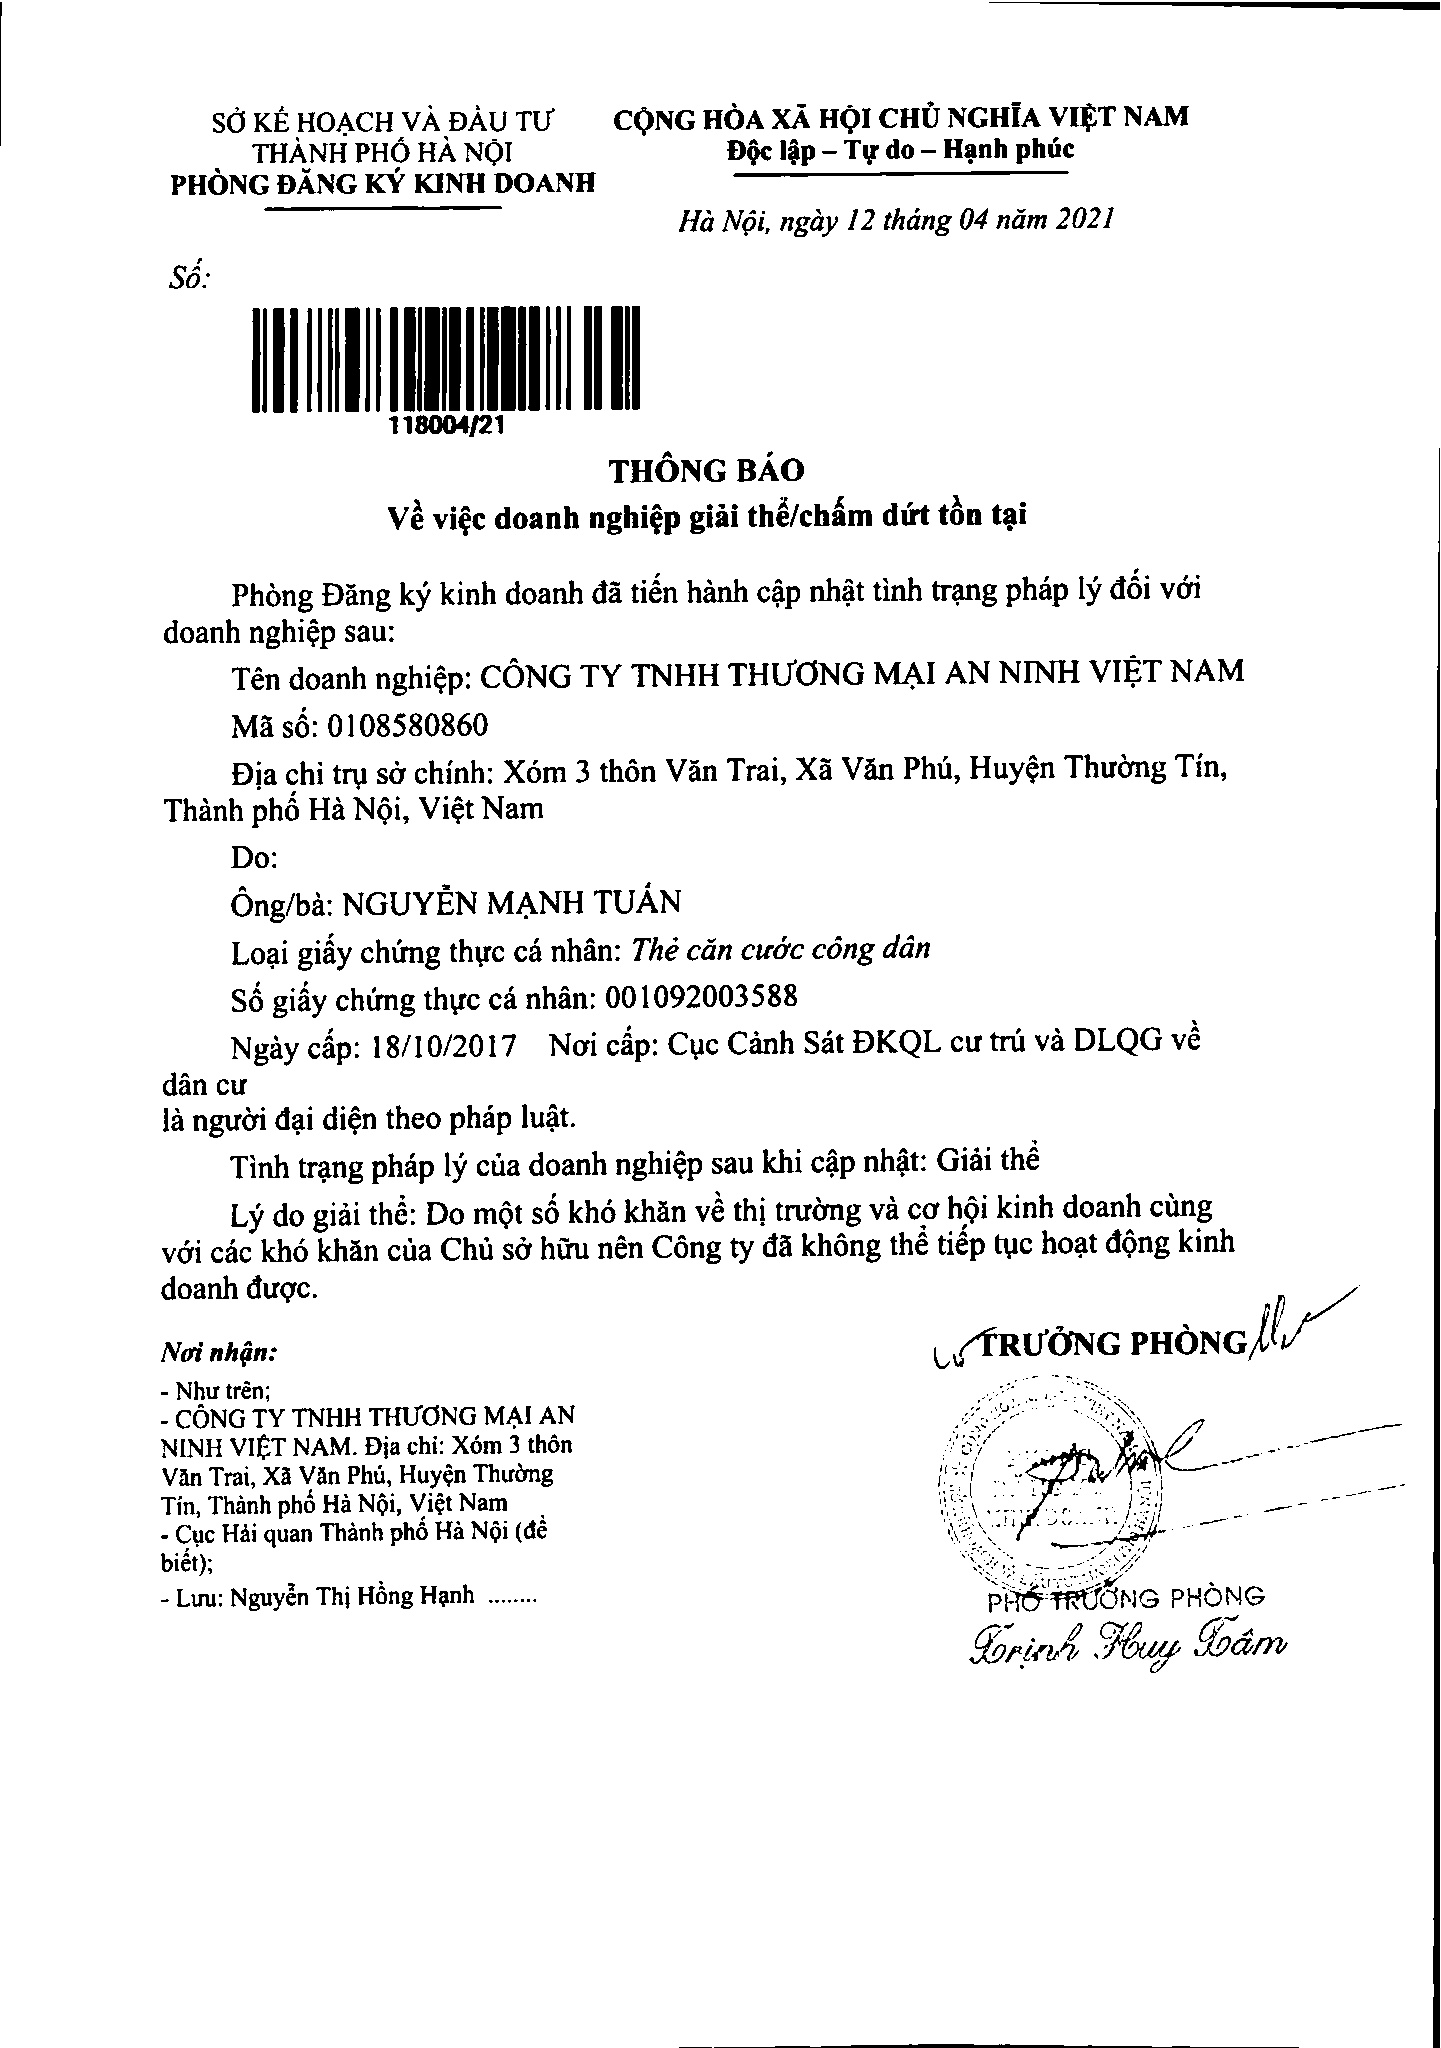 SỞ KẾ HOẠCH VÀ ĐẦU TƯ
THÀNH PHỐ HÀ NỘI
PHÒNG ĐĂNG KÝ KINH DOANH
CỘNG HÒA XÃ HỘI CHỦ NGHĨA VIỆT NAM
Độc lập – Tự do – Hạnh phúc
Hà Nội, ngày 12 tháng 04 năm 2021
Số:
118004/21
THÔNG BÁO
Về việc doanh nghiệp giải thể/chấm dứt tồn tại
Phòng Đăng ký kinh doanh đã tiến hành cập nhật tình trạng pháp lý đối với
doanh nghiệp sau:
Tên doanh nghiệp: CÔNG TY TNHH THƯƠNG MẠI AN NINH VIỆT NAM
Mã số: 0108580860
Địa chỉ trụ sở chính: Xóm 3 thôn Văn Trai, Xã Văn Phú, Huyện Thường Tín,
Thành phố Hà Nội, Việt Nam
Do:
Ông/bà: NGUYỄN MẠNH TUẤN
Loại giấy chứng thực cá nhân: Thẻ căn cước công dân
Số giấy chứng thực cá nhân: 001092003588
Ngày cấp: 18/10/2017 Nơi cấp: Cục Cảnh Sát ĐKQL cư trú và DLQG về
dân cư
là người đại diện theo pháp luật.
Tình trạng pháp lý của doanh nghiệp sau khi cập nhật: Giải thể
Lý do giải thể: Do một số khó khăn về thị trường và cơ hội kinh doanh cùng
với các khó khăn của Chủ sở hữu nên Công ty đã không thể tiếp tục hoạt động kinh
doanh được.
Nơi nhận:
- Như trên;
- CÔNG TY TNHH THƯƠNG MẠI AN
NINH VIỆT NAM. Địa chỉ: Xóm 3 thôn
Văn Trai, Xã Văn Phú, Huyện Thường
Tín, Thành phố Hà Nội, Việt Nam
- Cục Hải quan Thành phố Hà Nội (để
biết);
- Lưu: Nguyễn Thị Hồng Hạnh ........
TRƯỞNG PHÒNG
PHÓ TRƯỞNG PHÒNG
Trịnh Huy Tâm